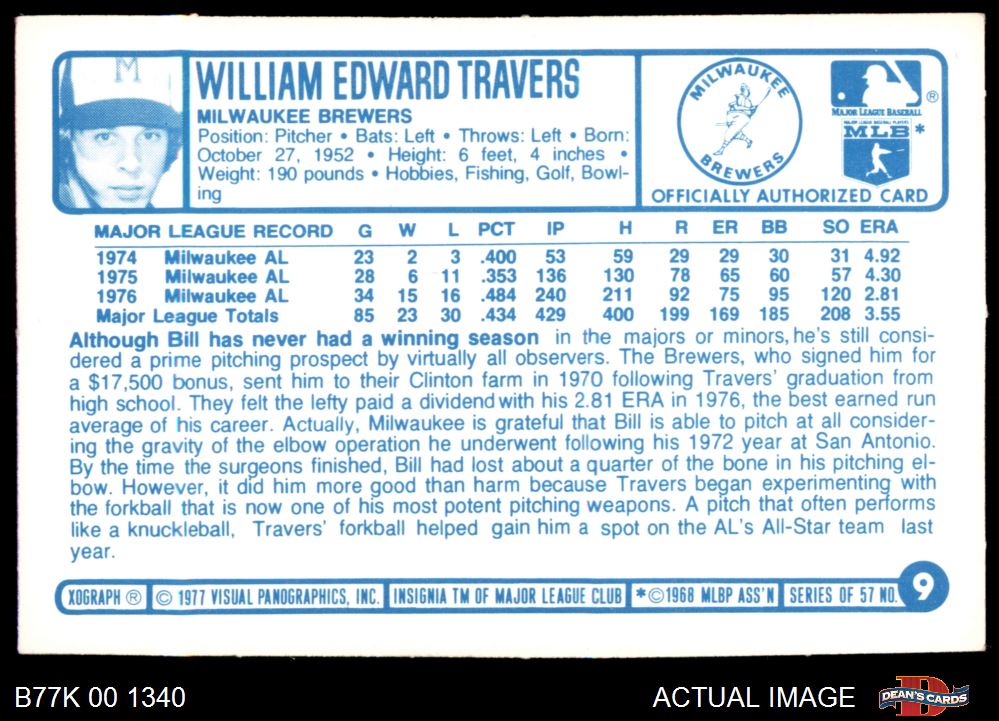 M
WILLIAM EDWARD TRAVERS
MILWAUKEE BREWERS
Position: Pitcher • Bats: Left • Throws: Left • Born:
October 27, 1952 • Height: 6 feet, 4 inches •
Weight: 190 pounds • Hobbies, Fishing, Golf, Bowl-
ing
MILWAUKEE
BREWERS
®
MAJOR LEAGUE BASEBALL
MAJOR LEAGUE BASEBALL PLAYERS
MLB*
OFFICIALLY AUTHORIZED CARD
MAJOR LEAGUE RECORD G W L PCT IP H R ER BB SO ERA
1974 Milwaukee AL 23 2 3 .400 53 59 29 29 30 31 4.92
1975 Milwaukee AL 28 6 11 .353 136 130 78 65 60 57 4.30
1976 Milwaukee AL 34 15 16 .484 240 211 92 75 95 120 2.81
Major League Totals 85 23 30 .434 429 400 199 169 185 208 3.55
Although Bill has never had a winning season in the majors or minors, he's still consi-
dered a prime pitching prospect by virtually all observers. The Brewers, who signed him for
a $17,500 bonus, sent him to their Clinton farm in 1970 following Travers' graduation from
high school. They felt the lefty paid a dividend with his 2.81 ERA in 1976, the best earned run
average of his career. Actually, Milwaukee is grateful that Bill is able to pitch at all consider-
ing the gravity of the elbow operation he underwent following his 1972 year at San Antonio.
By the time the surgeons finished, Bill had lost about a quarter of the bone in his pitching el-
bow. However, it did him more good than harm because Travers began experimenting with
the forkball that is now one of his most potent pitching weapons. A pitch that often performs
like a knuckleball, Travers' forkball helped gain him a spot on the AL's All-Star team last
year.
XOGRAPH ® © 1977 VISUAL PANOGRAPHICS, INC. INSIGNIA TM OF MAJOR LEAGUE CLUB *©1968 MLBP ASS'N SERIES OF 57 NO. 9
B77K 00 1340 ACTUAL IMAGE DEAN'S CARDS